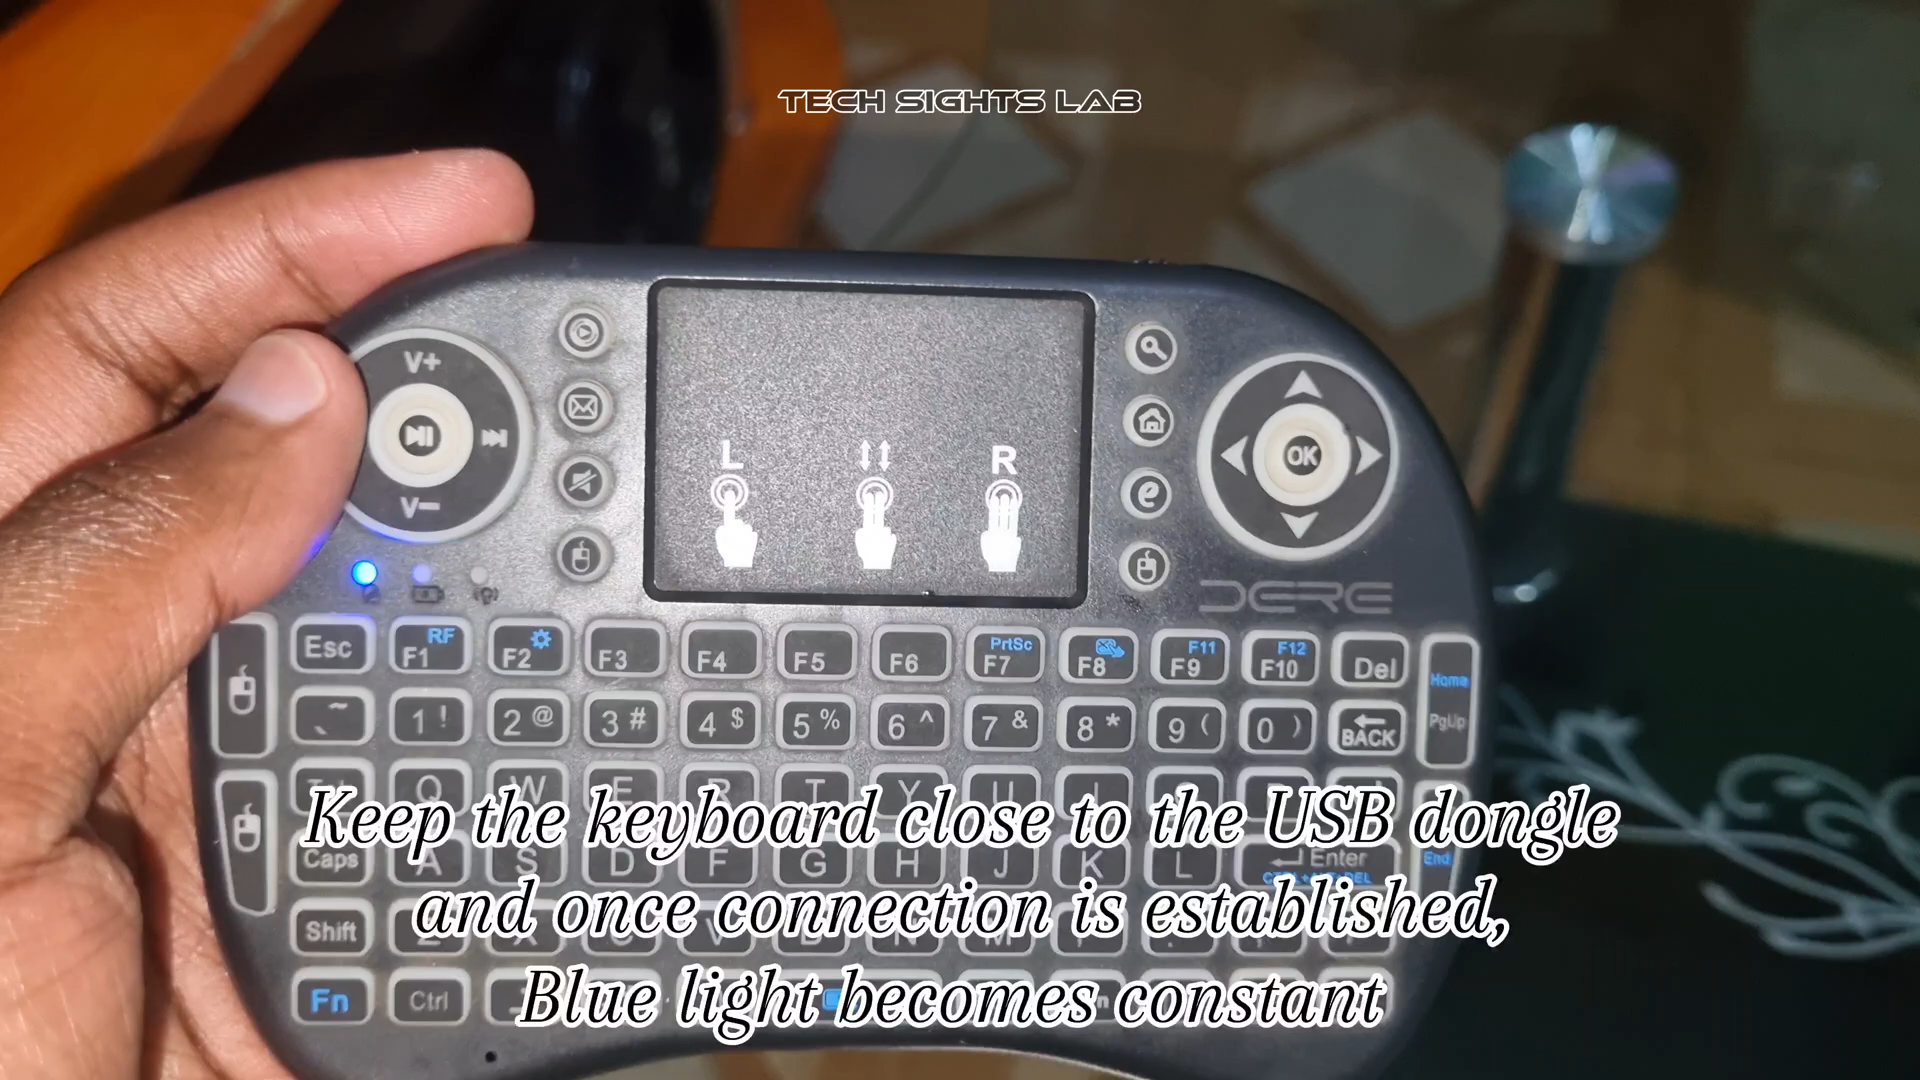 TECH SIGHTS LAB
V+
V−
L R
OK
DERE
Esc F1 RF F2 F3 F4 F5 F6 F7 PrtSc F8 F9 F11 F10 F12 Del Home
` ~ 1 ! 2 @ 3 # 4 $ 5 % 6 ^ 7 & 8 * 9 ( 0 ) BACK PgUp
Q W E R T Y U
Keep the keyboard close to the USB dongle
Caps A S D F G H J K L Enter End
and once connection is established,
Shift
Blue light becomes constant
Fn Ctrl